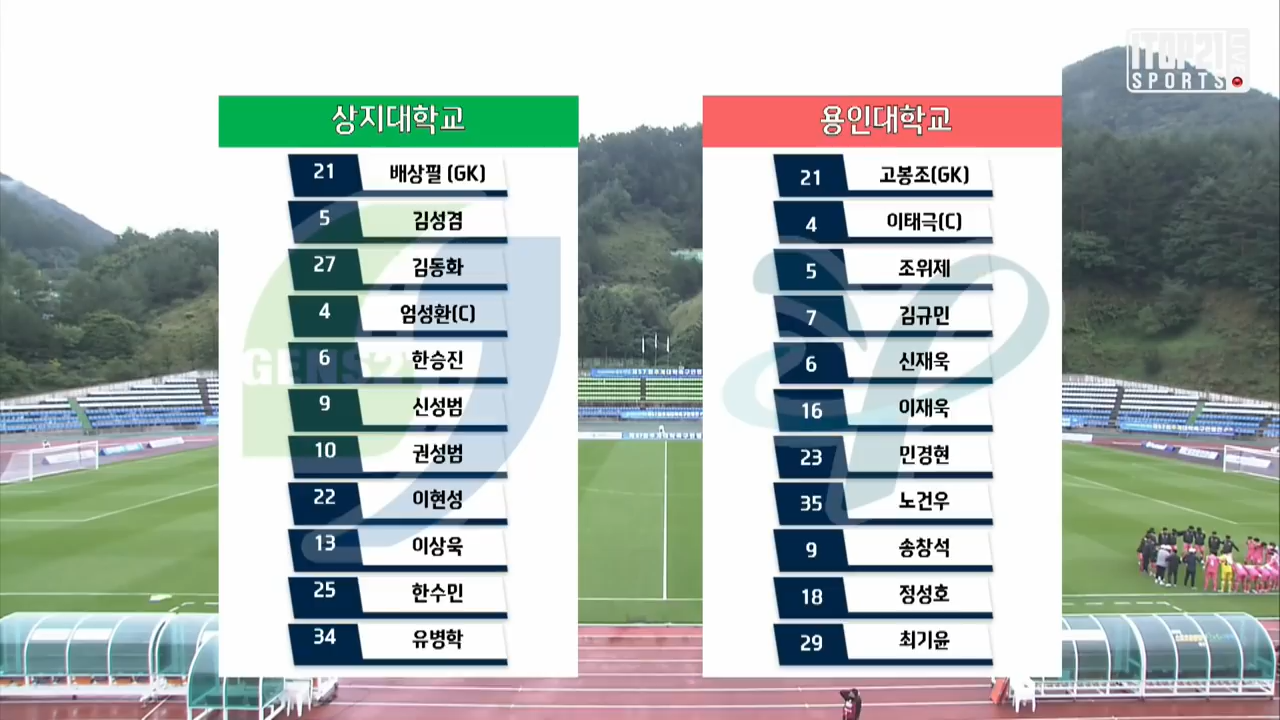 1TOP21
LIVE
SPORTS
상지대학교
21 배상필 (GK)
5 김성겸
27 김동화
4 엄성환(C)
6 한승진
9 신성범
10 권성범
22 이현성
13 이상욱
25 한수민
34 유병학
GEMS2
용인대학교
21 고봉조(GK)
4 이태극(C)
5 조위제
7 김규민
6 신재욱
16 이재욱
23 민경현
35 노건우
9 송창석
18 정성호
29 최기윤